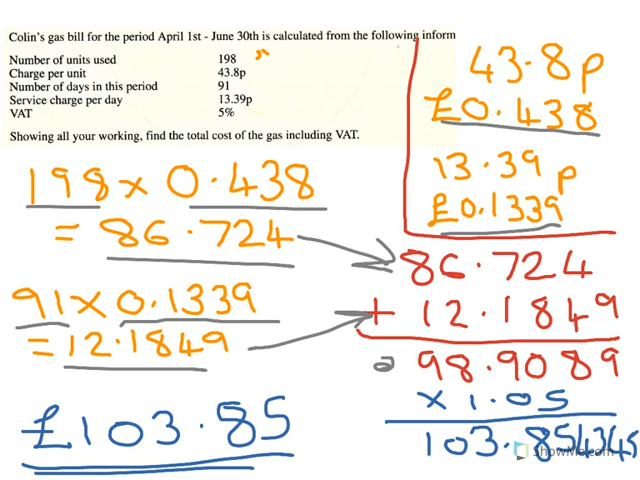 Colin's gas bill for the period April 1st - June 30th is calculated from the following inform
Number of units used 198
Charge per unit 43.8p
Number of days in this period 91
Service charge per day 13.39p
VAT 5%
Showing all your working, find the total cost of the gas including VAT.
43.8p
£0.438
13.39p
£0.1339
198 × 0.438
= 86.724
91 × 0.1339
= 12.1849
86.724
+ 12.1849
98.9089
× 1.05
103.854345
£103.85
ShowMe.com